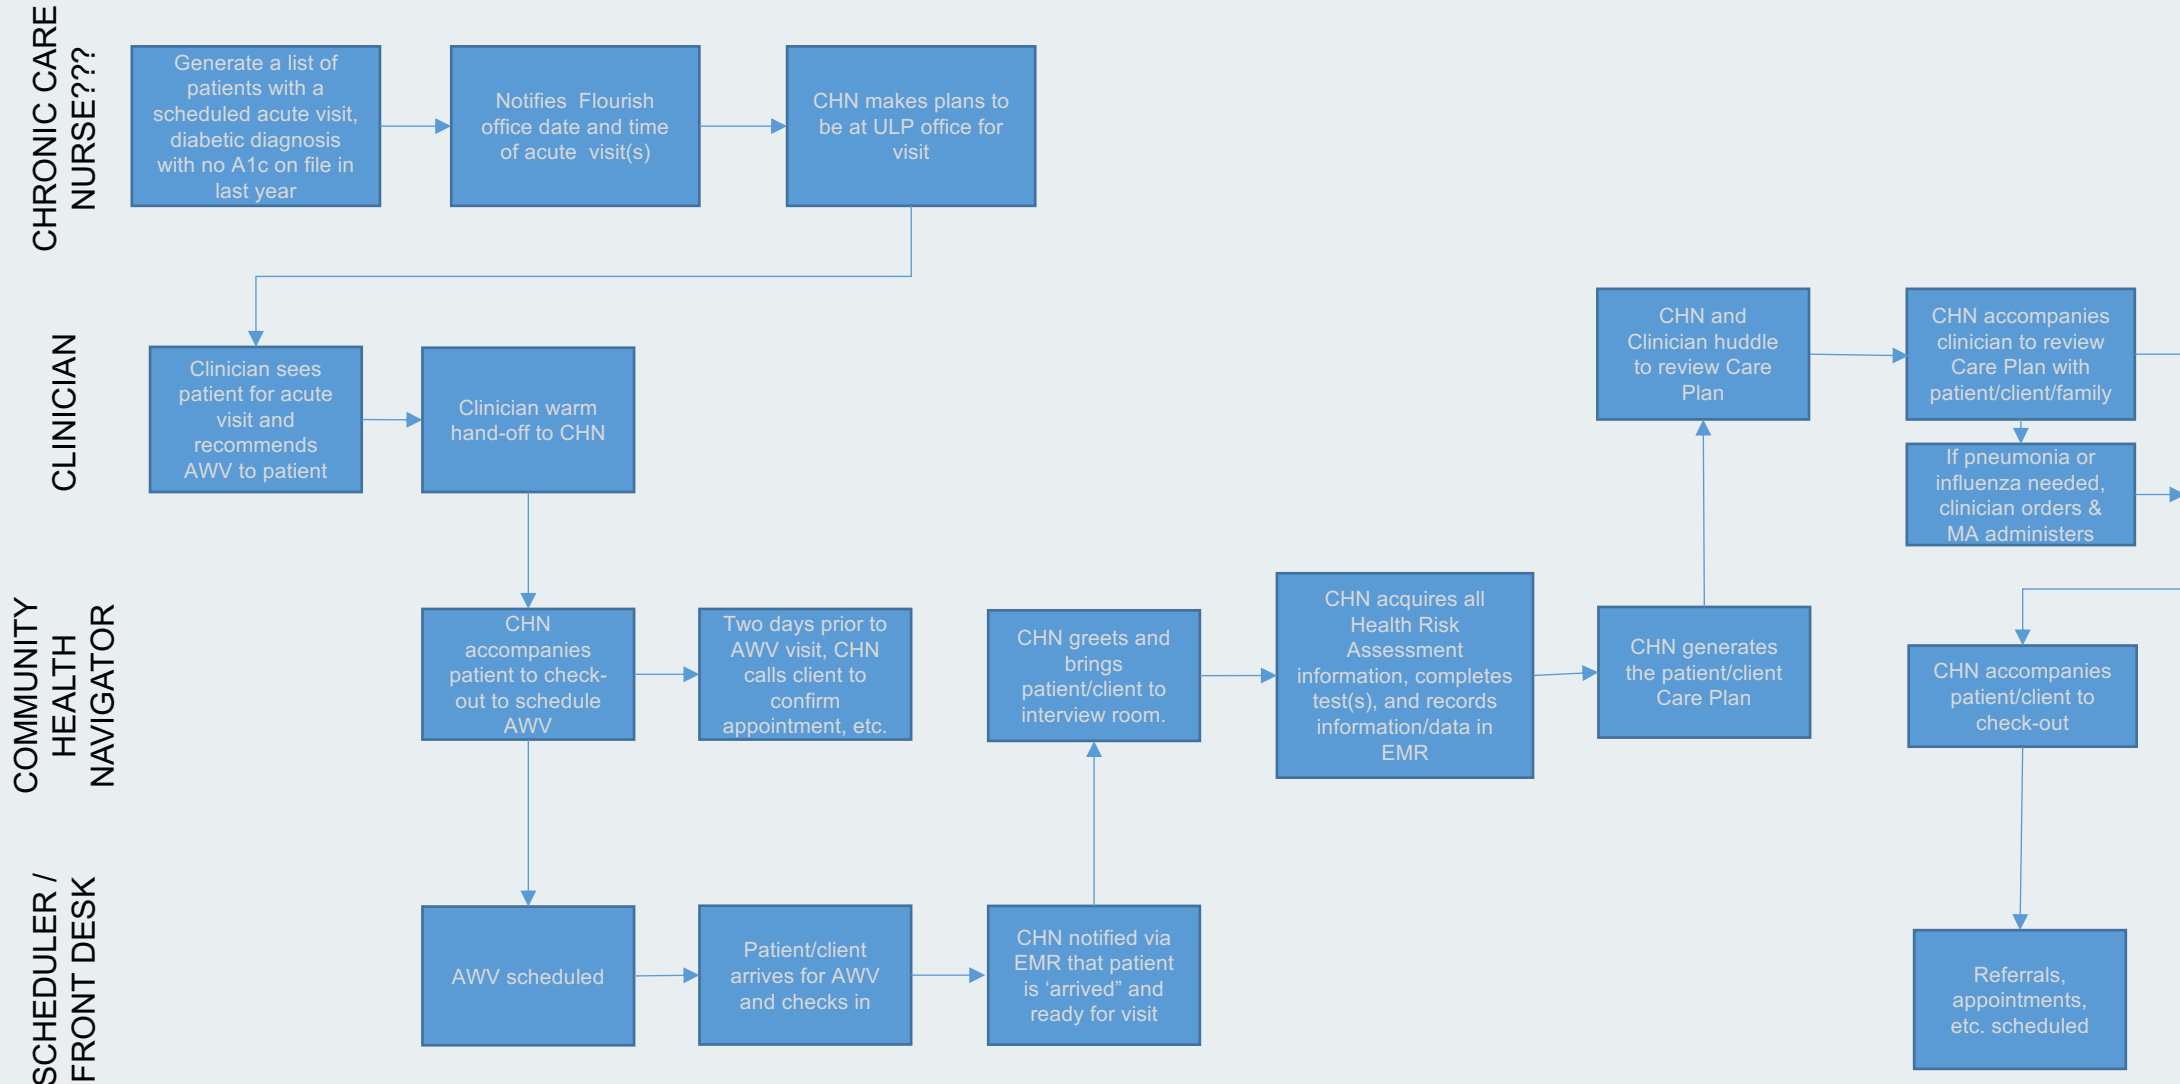 CHRONIC CARE
NURSE???
Generate a list of
patients with a
scheduled acute visit,
diabetic diagnosis
with no A1c on file in
last year
Notifies  Flourish
office date and time
of acute  visit(s)
CHN makes plans to
be at ULP office for
visit
CLINICIAN
Clinician sees
patient for acute
visit and
recommends
AWV to patient
Clinician warm
hand-off to CHN
CHN and
Clinician huddle
to review Care
Plan
CHN accompanies
clinician to review
Care Plan with
patient/client/family
If pneumonia or
influenza needed,
clinician orders &
MA administers
COMMUNITY
HEALTH
NAVIGATOR
CHN
accompanies
patient to check-
out to schedule
AWV
Two days prior to
AWV visit, CHN
calls client to
confirm
appointment, etc.
CHN greets and
brings
patient/client to
interview room.
CHN acquires all
Health Risk
Assessment
information, completes
test(s), and records
information/data in
EMR
CHN generates
the patient/client
Care Plan
CHN accompanies
patient/client to
check-out
SCHEDULER /
FRONT DESK
AWV scheduled
Patient/client
arrives for AWV
and checks in
CHN notified via
EMR that patient
is ‘arrived” and
ready for visit
Referrals,
appointments,
etc. scheduled